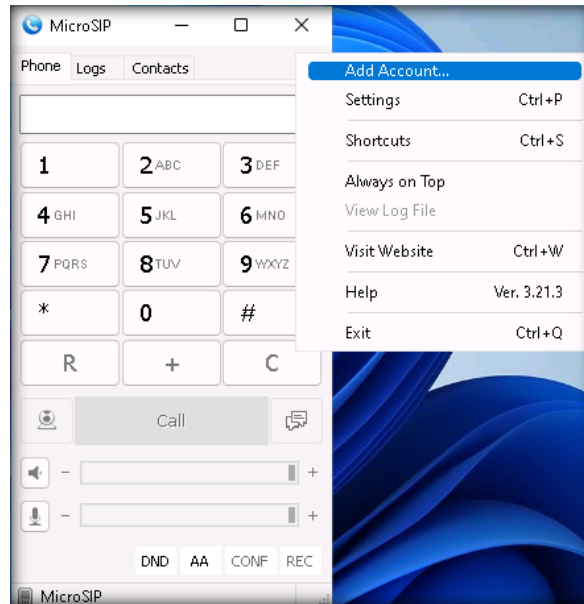 MicroSIP
Phone Logs Contacts
Add Account...
Settings Ctrl+P
Shortcuts Ctrl+S
Always on Top
View Log File
Visit Website Ctrl+W
Help Ver. 3.21.3
Exit Ctrl+Q
1 2 ABC 3 DEF
4 GHI 5 JKL 6 MNO
7 PQRS 8 TUV 9 WXYZ
* 0 #
R + C
Call
- +
- +
DND AA CONF REC
MicroSIP